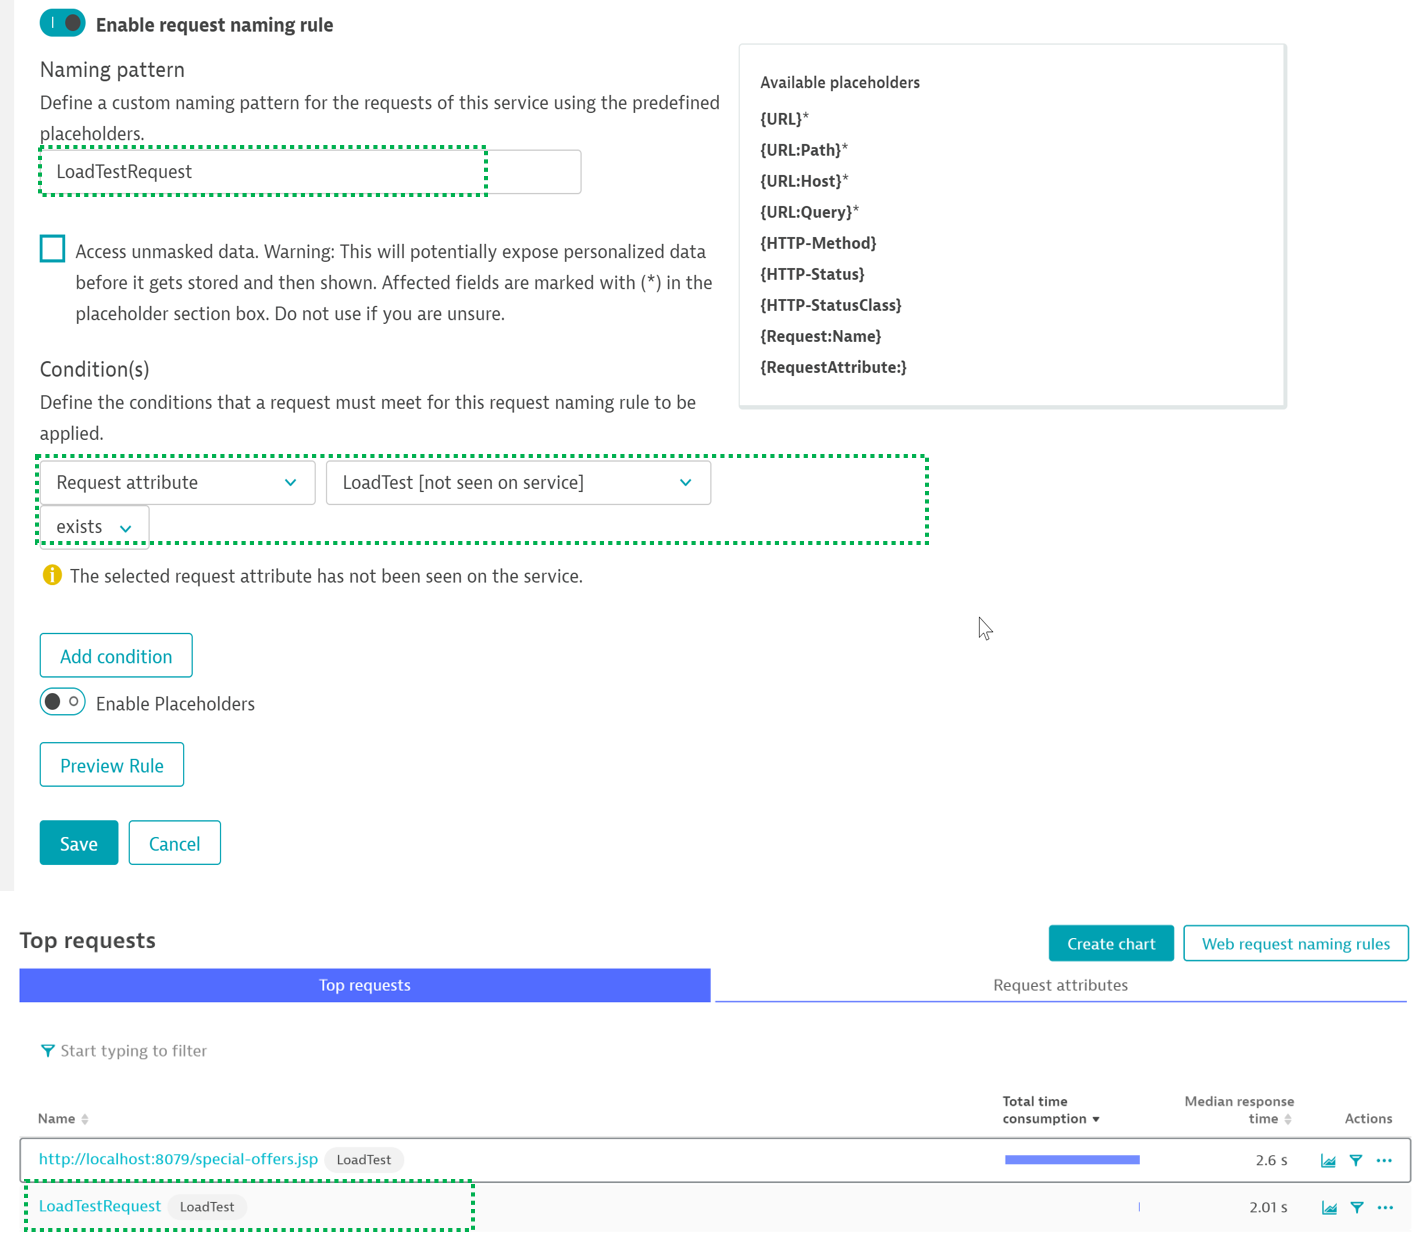 Enable request naming rule
Naming pattern
Define a custom naming pattern for the requests of this service using the predefined
placeholders.
LoadTestRequest
Available placeholders
{URL}*
{URL:Path}*
{URL:Host}*
{URL:Query}*
{HTTP-Method}
{HTTP-Status}
{HTTP-StatusClass}
{Request:Name}
{RequestAttribute:}
Access unmasked data. Warning: This will potentially expose personalized data
before it gets stored and then shown. Affected fields are marked with (*) in the
placeholder section box. Do not use if you are unsure.
Condition(s)
Define the conditions that a request must meet for this request naming rule to be
applied.
Request attribute
LoadTest [not seen on service]
exists
The selected request attribute has not been seen on the service.
Add condition
Enable Placeholders
Preview Rule
Save
Cancel
Top requests
Create chart
Web request naming rules
Top requests
Request attributes
Start typing to filter
Name
Total time
consumption
Median response
time
Actions
http://localhost:8079/special-offers.jsp
LoadTest
2.6 s
LoadTestRequest
LoadTest
2.01 s